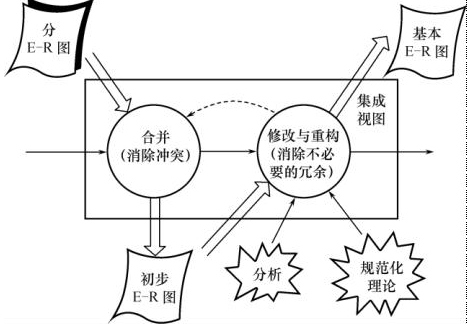 分
E-R 图
基本
E-R 图
集成
视图
合并
(消除冲突)
修改与重构
(消除不必
要的冗余)
初步
E-R 图
分析
规范化
理论